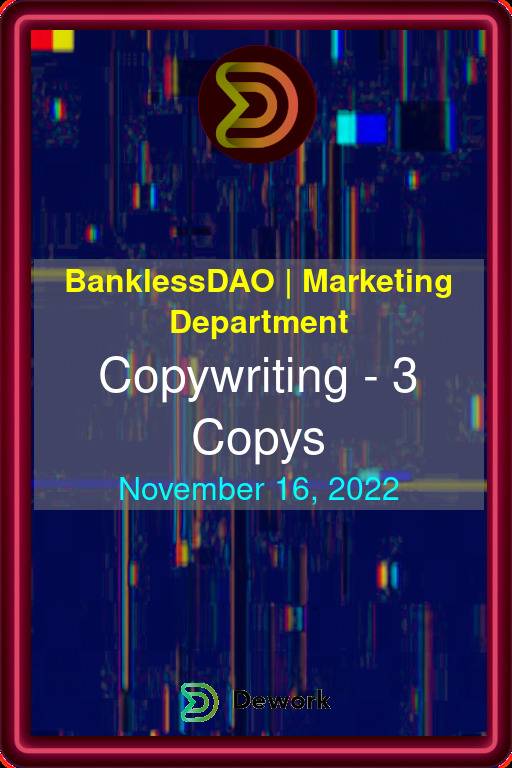 BanklessDAO | Marketing
Department
Copywriting - 3
Copys
November 16, 2022
Dework